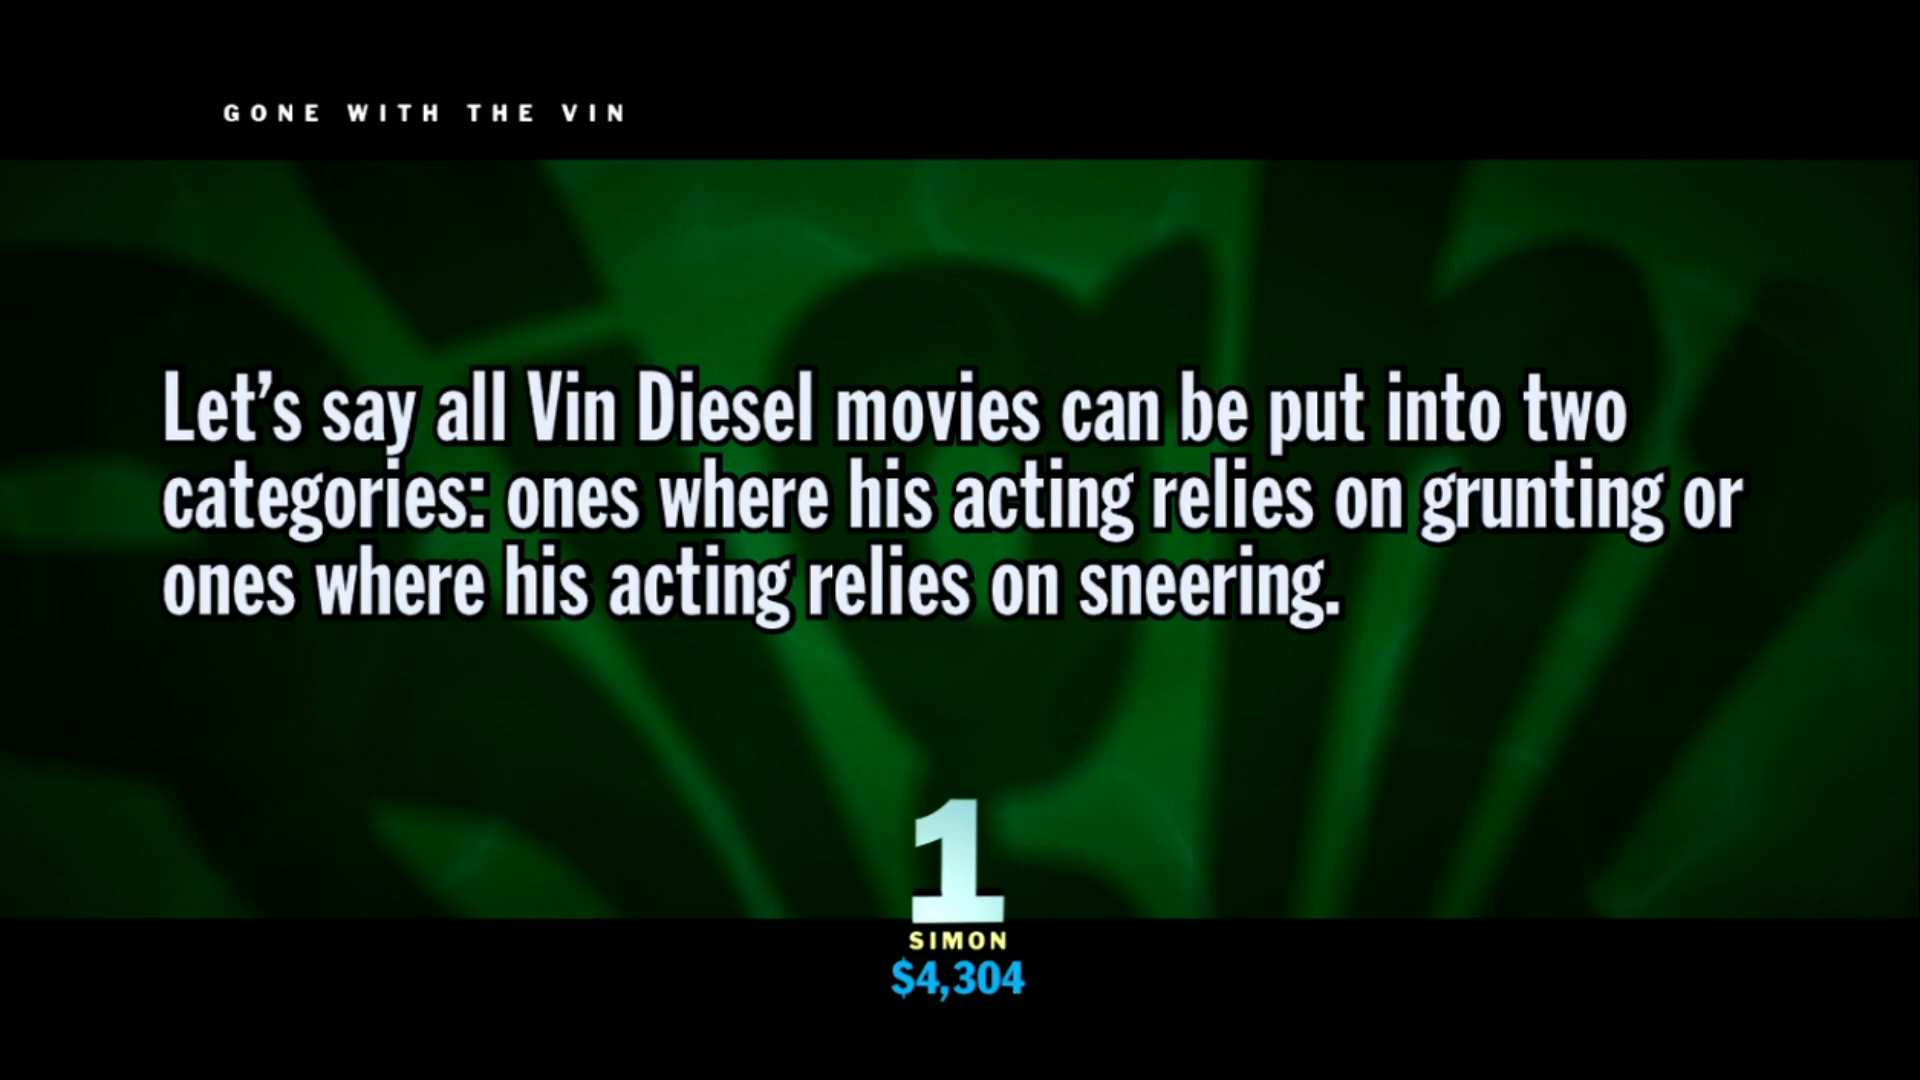 GONE WITH THE VIN
Let’s say all Vin Diesel movies can be put into two
categories: ones where his acting relies on grunting or
ones where his acting relies on sneering.
1
SIMON
$4,304